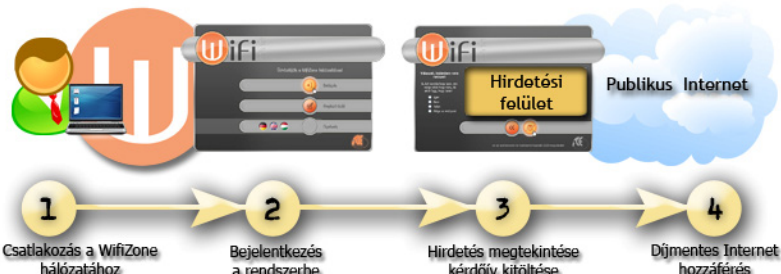 WiFi
WiFi
Hirdetési
felület
Publikus Internet
1
2
3
4
Csatlakozás a WifiZone
hálózatához
Bejelentkezés
a rendszerbe
Hirdetés megtekintése
kérdőív kitöltése
Díjmentes Internet
hozzáférés